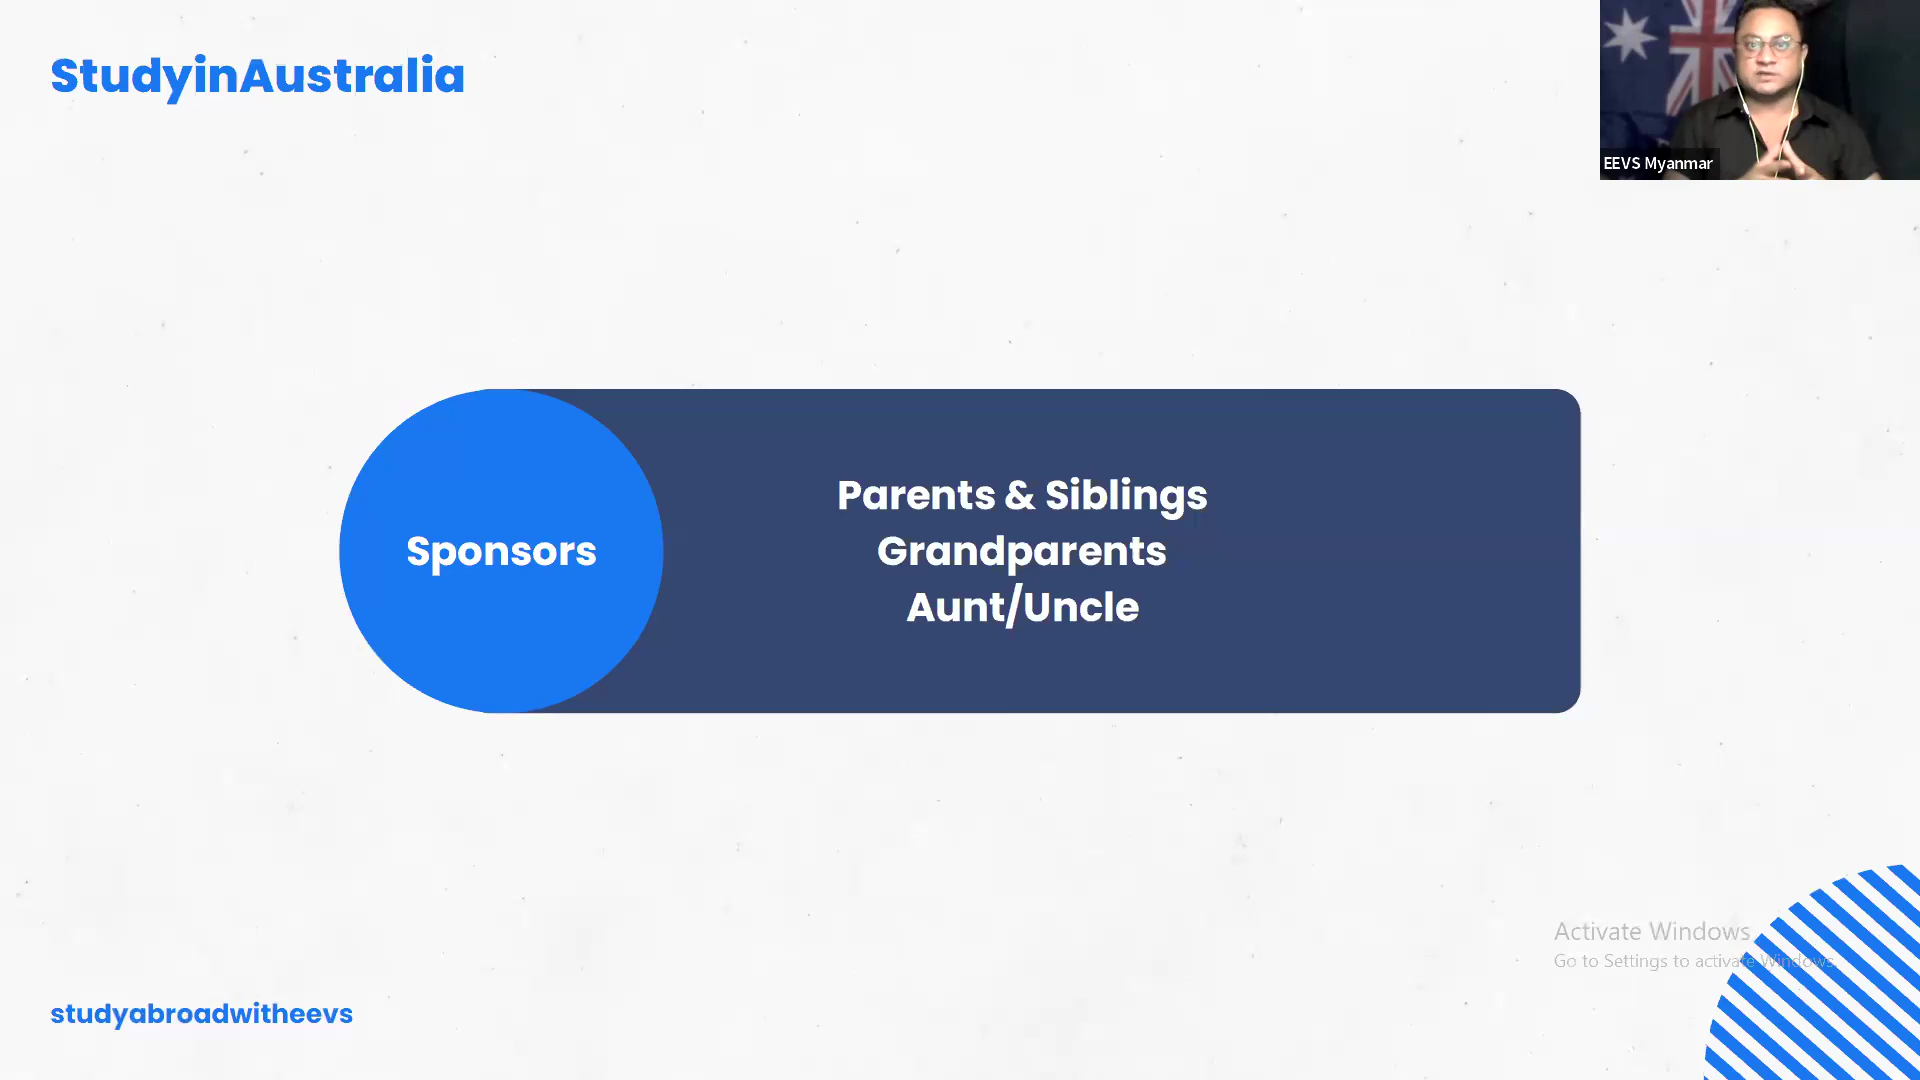 StudyinAustralia
EEVS Myanmar
Sponsors
Parents & Siblings
Grandparents
Aunt/Uncle
Activate Windows
Go to Settings to activate Windows.
studyabroadwitheevs